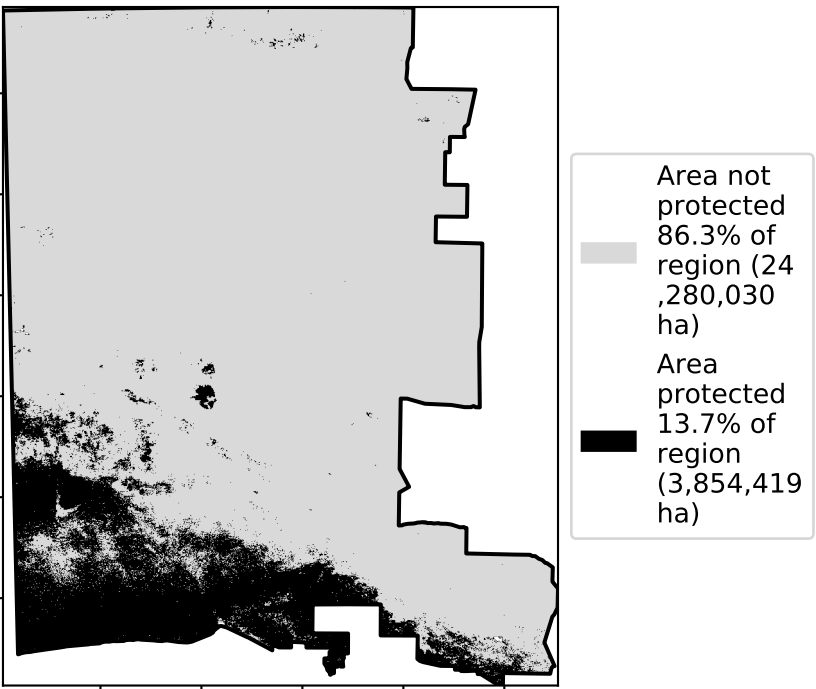 Area not
protected
86.3% of
region (24
,280,030
ha)
Area
protected
13.7% of
region
(3,854,419
ha)